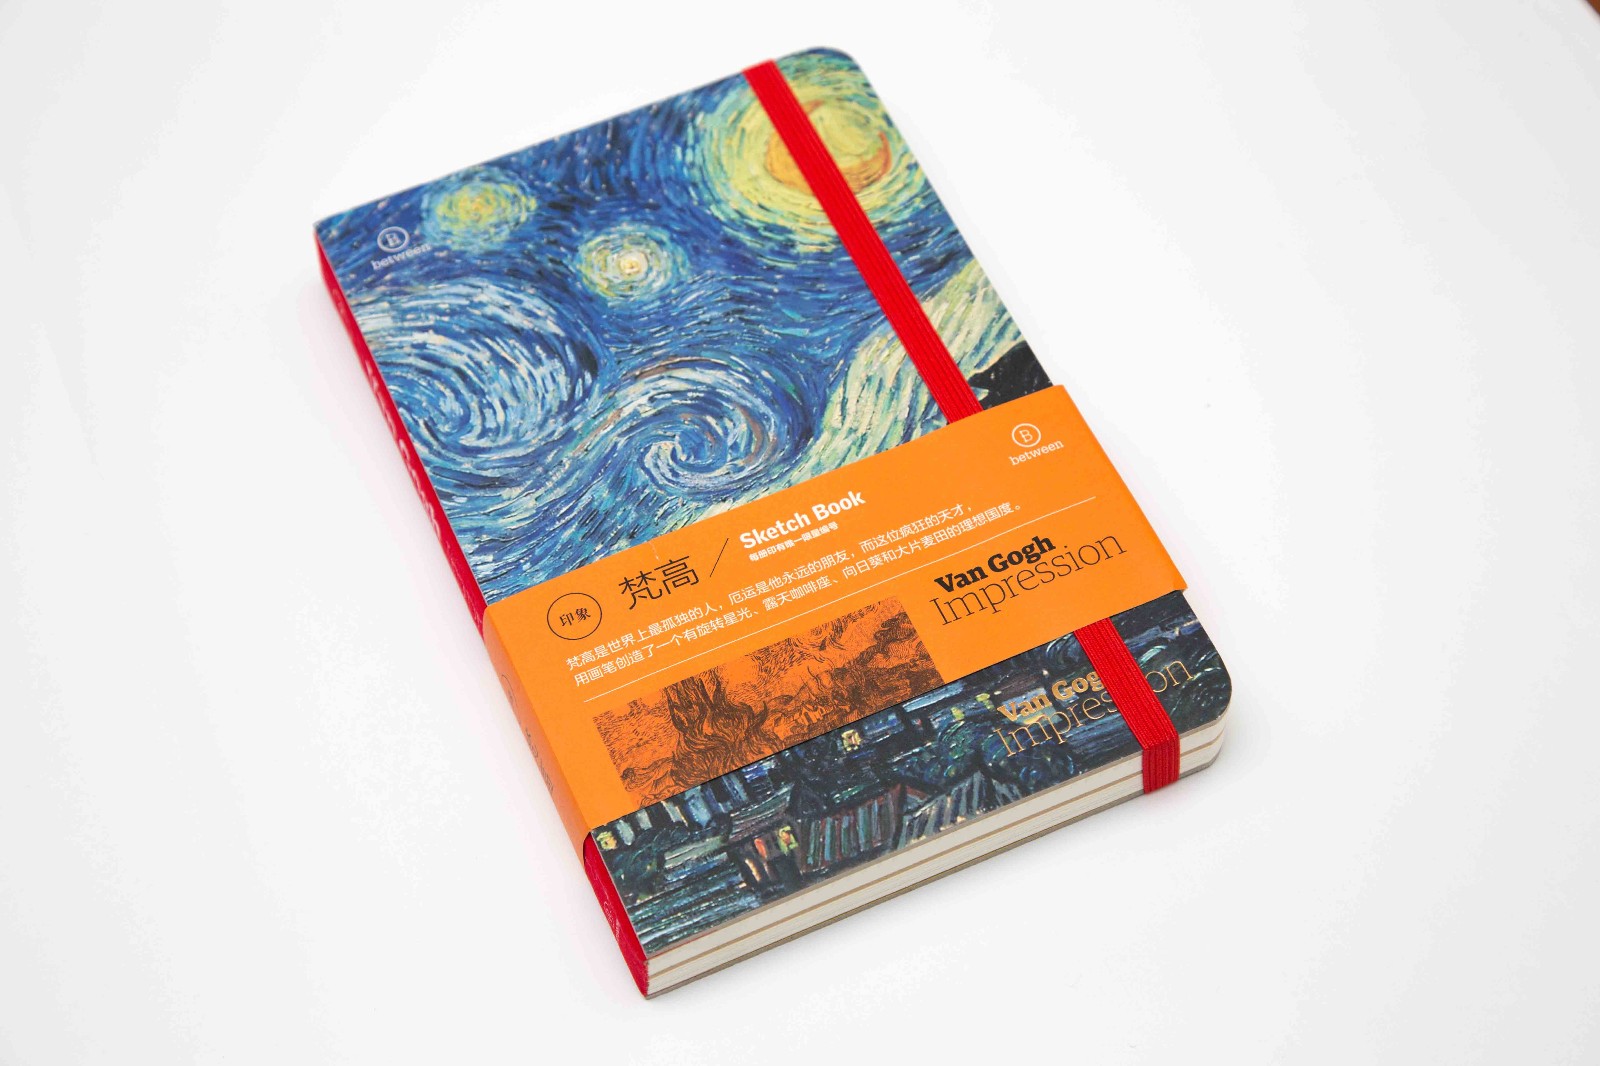 B
between
B
between
印象
梵高
Sketch Book
每册印有唯一限量编号
梵高是世界上最孤独的人，厄运是他永远的朋友，而这位疯狂的天才，
用画笔创造了一个有旋转星光、露天咖啡座、向日葵和大片麦田的理想国度。
Van Gogh
Impression
Van Gog
Impres on